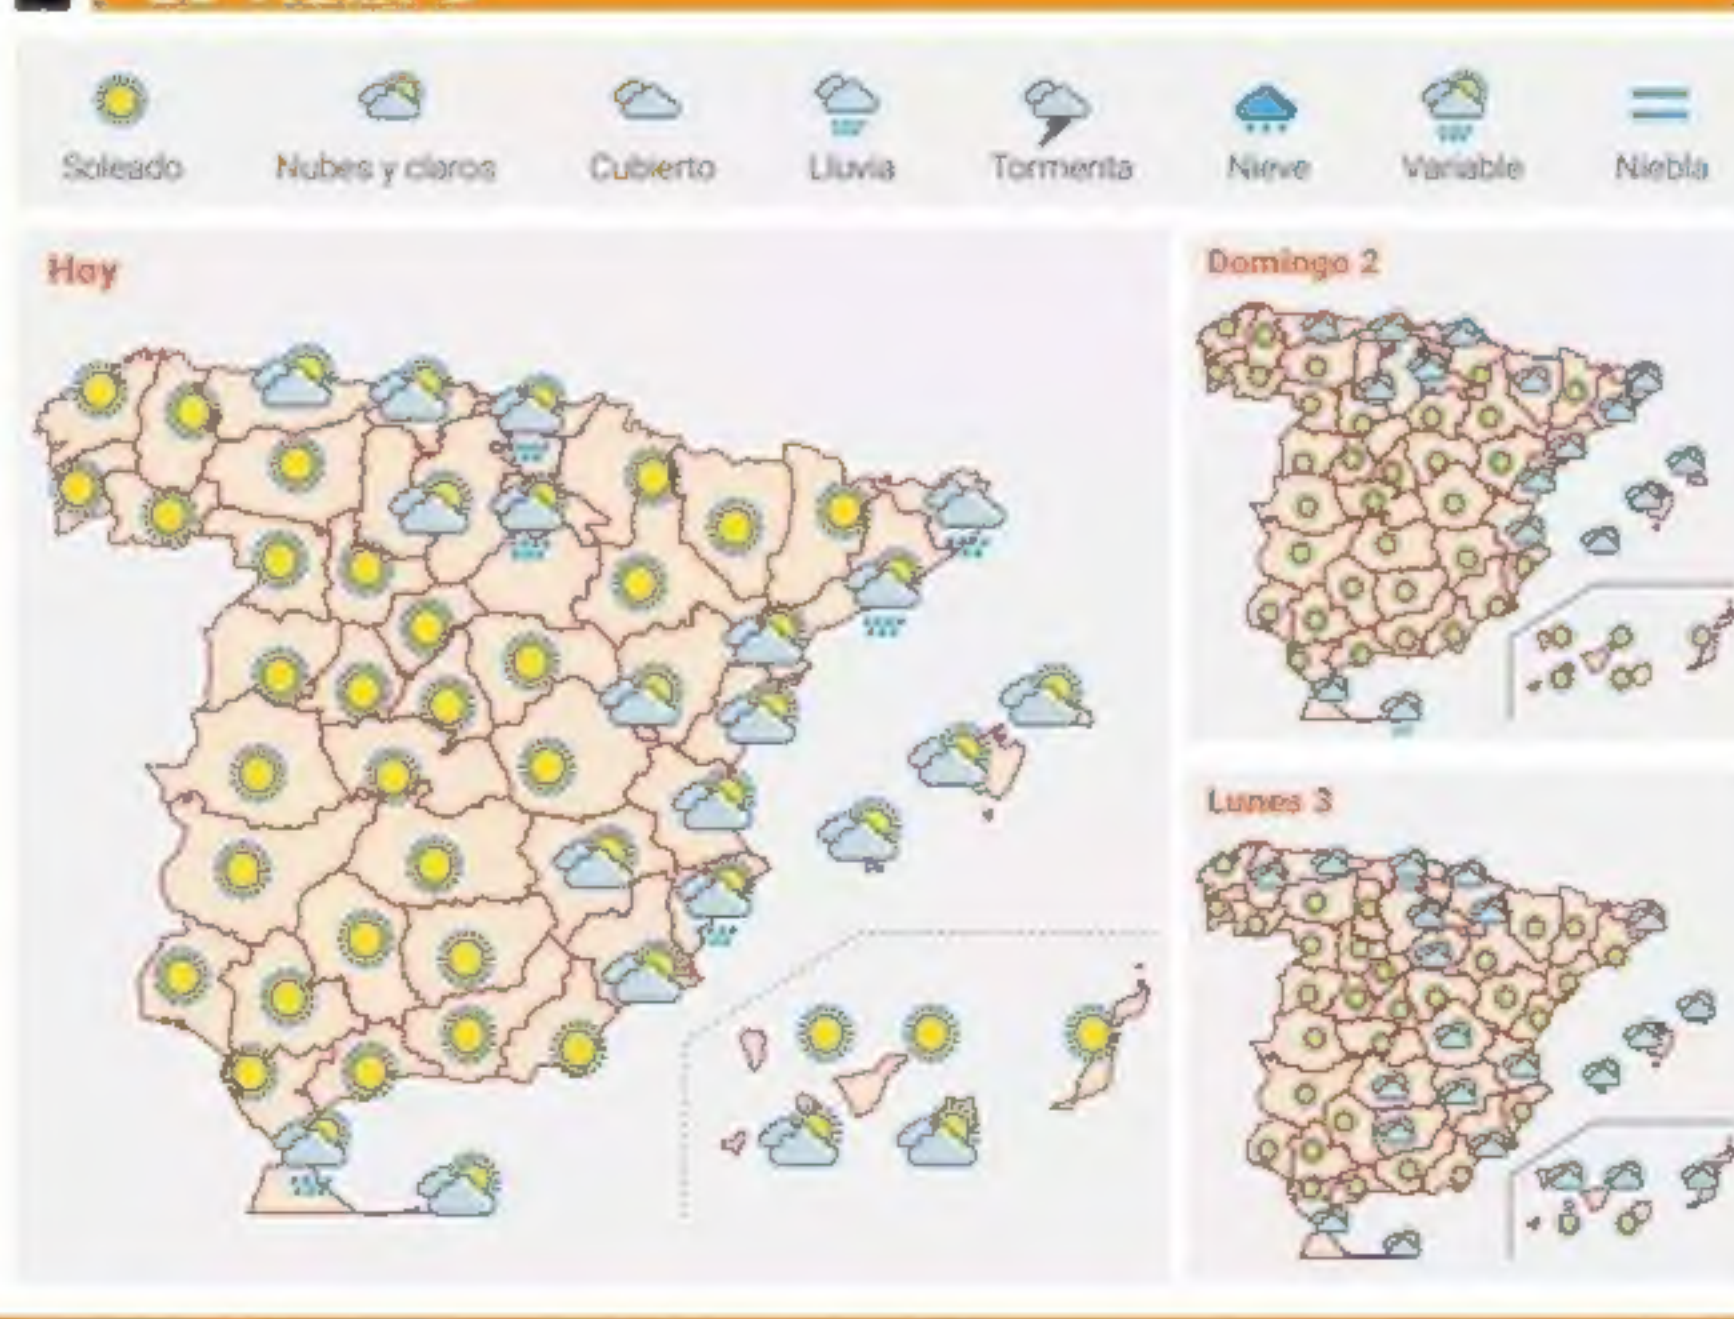 Soleado Nubes y claros Cubierto Lluvia Tormenta Nieve Variable Niebla
Hoy
Domingo 2
Lunes 3